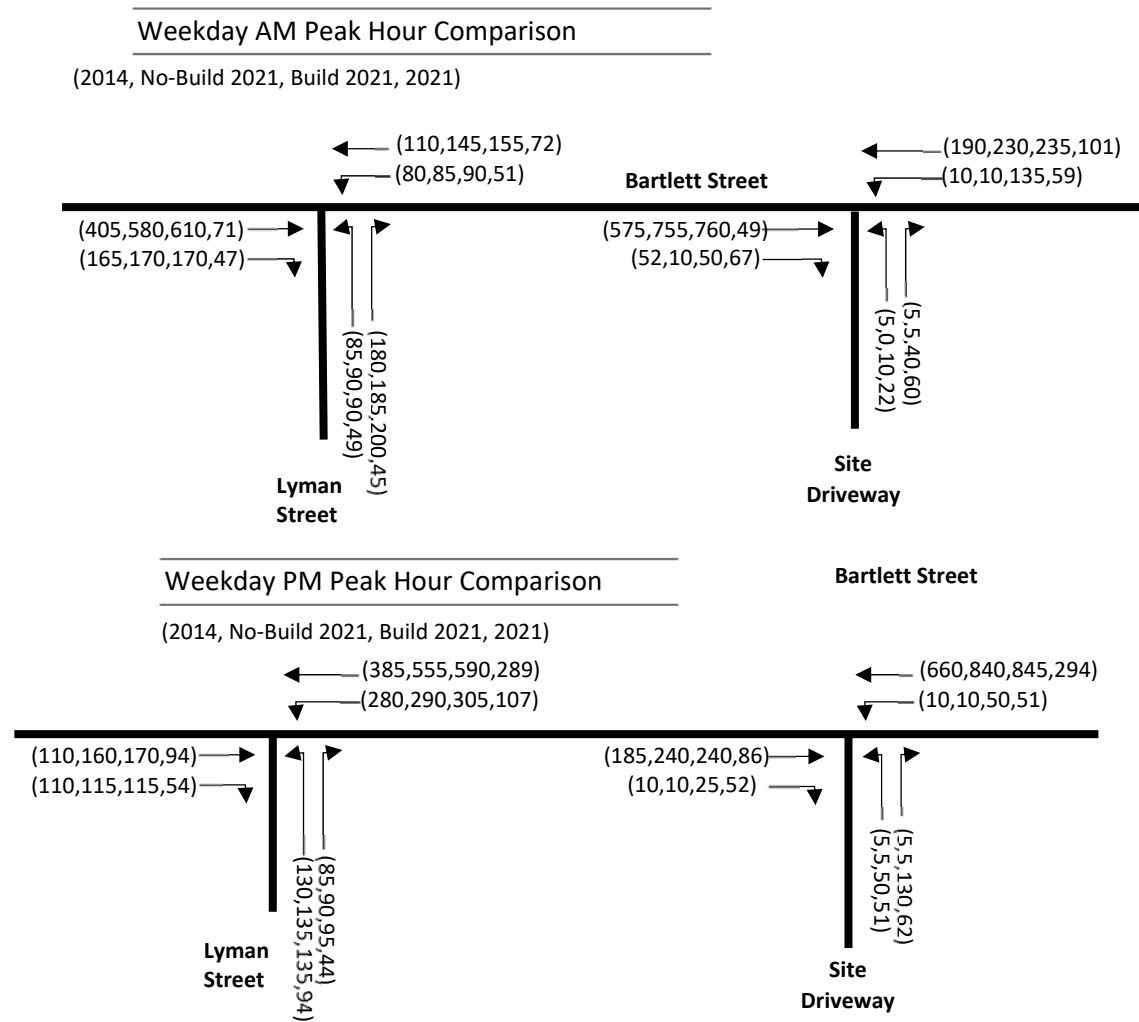 Weekday AM Peak Hour Comparison
(2014, No-Build 2021, Build 2021, 2021)
(110,145,155,72)
(80,85,90,51)
Bartlett Street
(190,230,235,101)
(10,10,135,59)
(405,580,610,71)
(165,170,170,47)
(575,755,760,49)
(52,10,50,67)
(85,90,90,49)
(180,185,200,45)
(5,0,10,22)
(5,5,40,60)
Lyman
Street
Site
Driveway
Weekday PM Peak Hour Comparison
Bartlett Street
(2014, No-Build 2021, Build 2021, 2021)
(385,555,590,289)
(280,290,305,107)
(660,840,845,294)
(10,10,50,51)
(110,160,170,94)
(110,115,115,54)
(185,240,240,86)
(10,10,25,52)
(130,135,135,94)
(85,90,95,44)
(5,5,50,51)
(5,5,130,62)
Lyman
Street
Site
Driveway